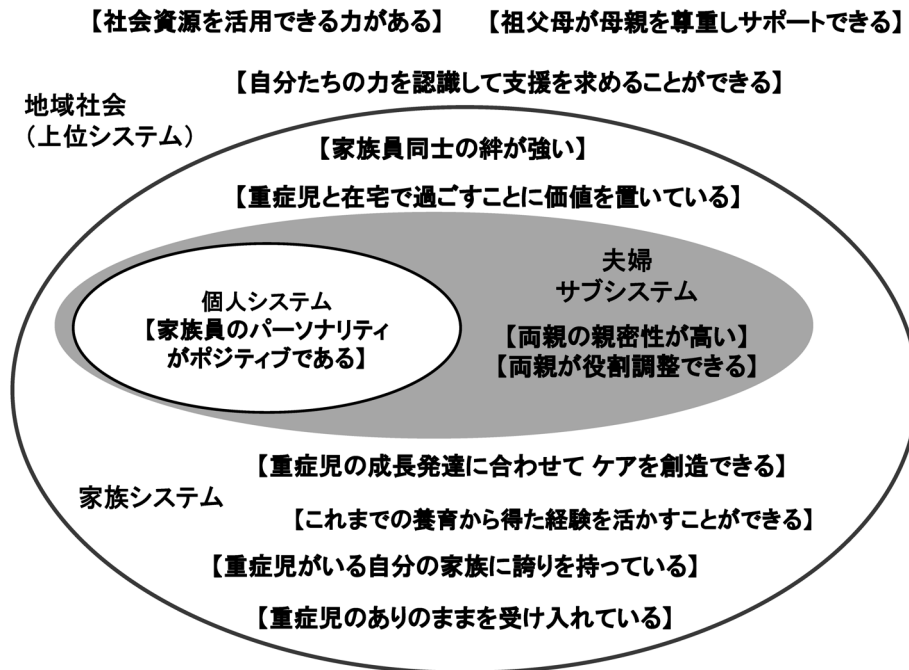 【社会資源を活用できる力がある】 【祖父母が母親を尊重しサポートできる】
【自分たちの力を認識して支援を求めることができる】
地域社会
（上位システム）
【家族員同士の絆が強い】
【重症児と在宅で過ごすことに価値を置いている】
夫婦
サブシステム
個人システム
【家族員のパーソナリティ
がポジティブである】
【両親の親密性が高い】
【両親が役割調整できる】
【重症児の成長発達に合わせて ケアを創造できる】
家族システム
【これまでの養育から得た経験を活かすことができる】
【重症児がいる自分の家族に誇りを持っている】
【重症児のありのままを受け入れている】